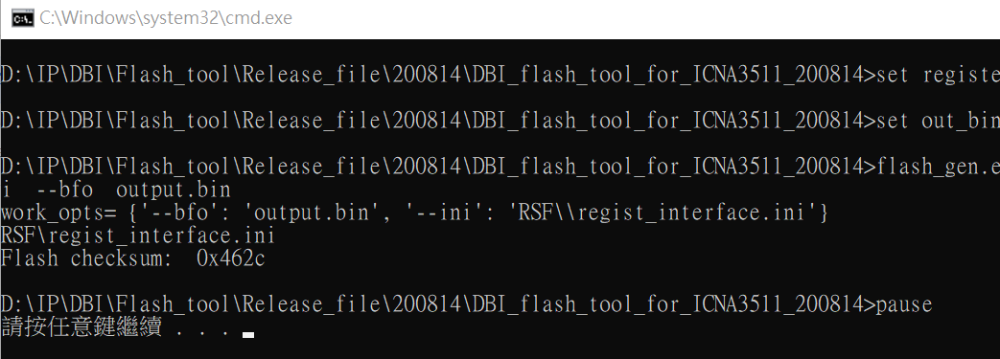 C:\Windows\system32\cmd.exe
D:\IP\DBI\Flash_tool\Release_file\200814\DBI_flash_tool_for_ICNA3511_200814>set registe
D:\IP\DBI\Flash_tool\Release_file\200814\DBI_flash_tool_for_ICNA3511_200814>set out_bin
D:\IP\DBI\Flash_tool\Release_file\200814\DBI_flash_tool_for_ICNA3511_200814>flash_gen.e
i  --bfo  output.bin
work_opts= {'--bfo': 'output.bin', '--ini': 'RSF\\regist_interface.ini'}
RSF\regist_interface.ini
Flash checksum:  0x462c
D:\IP\DBI\Flash_tool\Release_file\200814\DBI_flash_tool_for_ICNA3511_200814>pause
請按任意鍵繼續 . . .